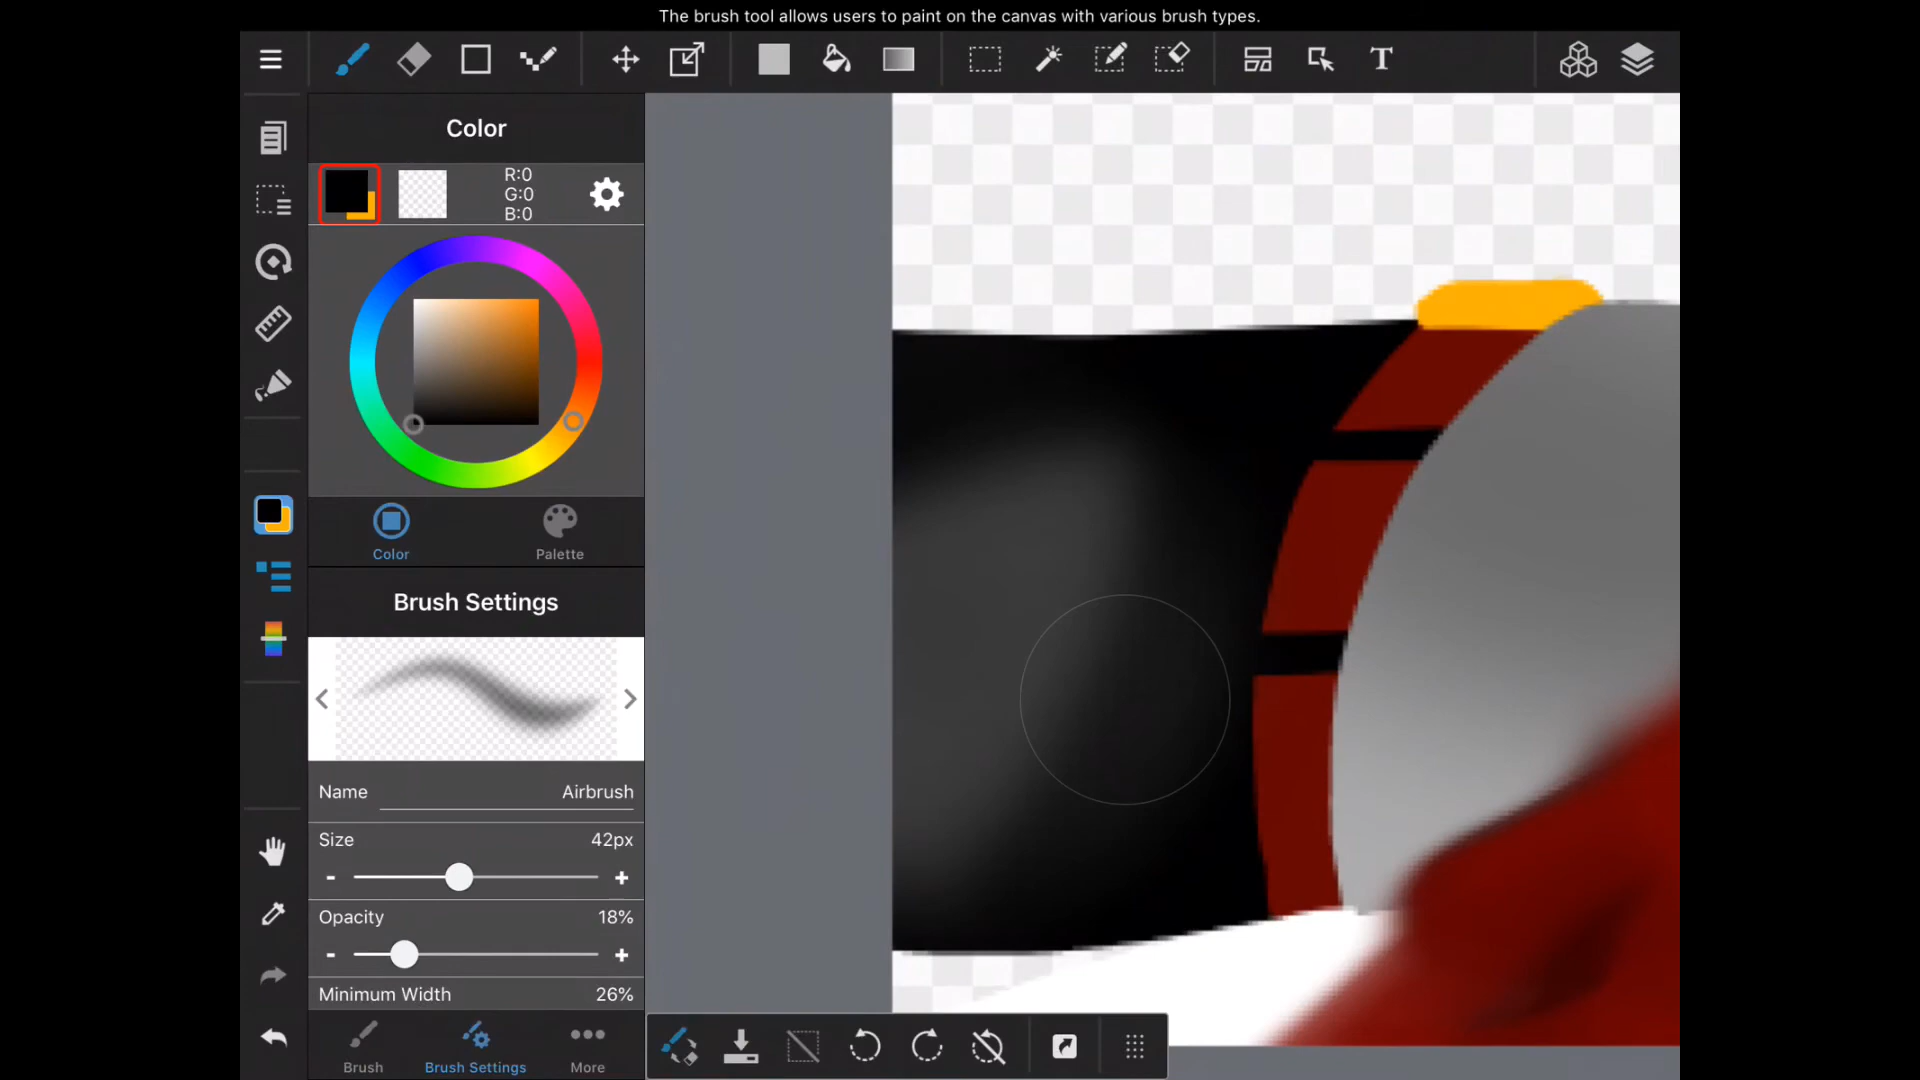 The brush tool allows users to paint on the canvas with various brush types.
T
Color
R:0
G:0
B:0
Color
Palette
Brush Settings
Name
Airbrush
Size
42px
-
+
Opacity
18%
-
+
Minimum Width
26%
Brush
Brush Settings
More